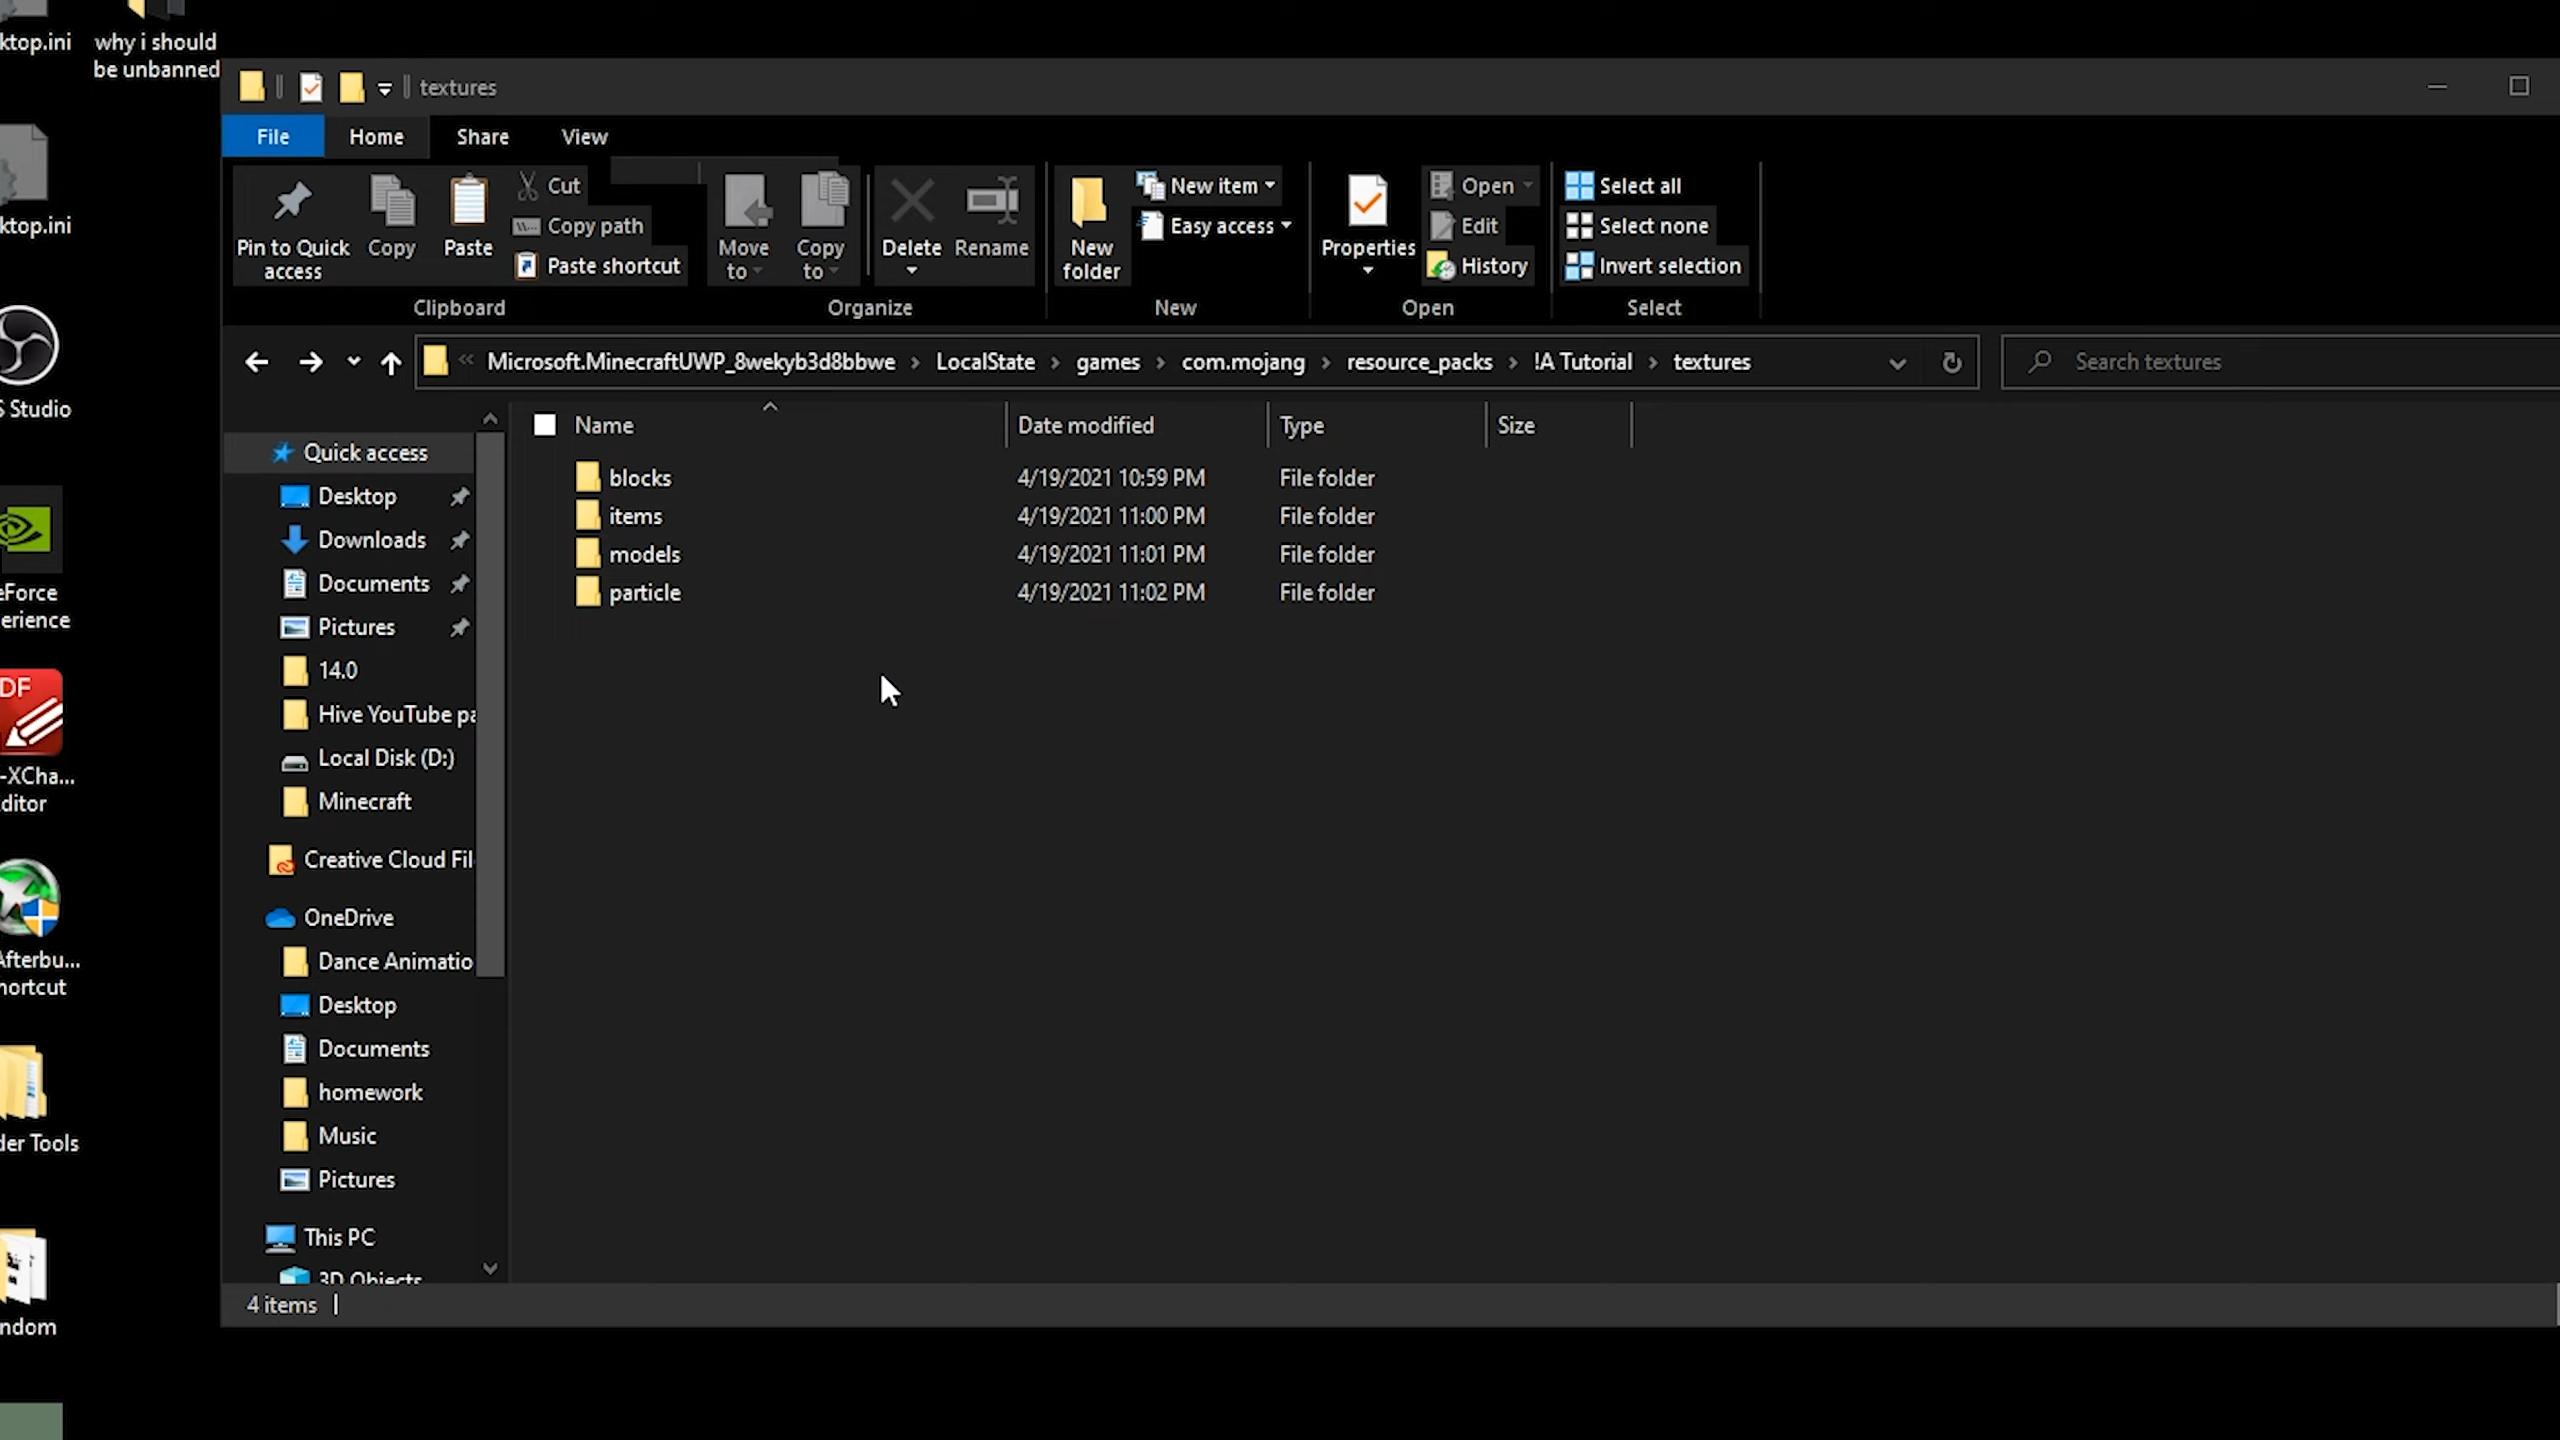 ktop.ini
why i should
be unbanned
textures
File
Home
Share
View
Pin to Quick
access
Copy
Paste
Cut
Copy path
Paste shortcut
Clipboard
Move
to
Copy
to
Delete
Rename
Organize
New
folder
New item
Easy access
New
Properties
Open
Edit
History
Open
Select all
Select none
Invert selection
Select
« Microsoft.MinecraftUWP_8wekyb3d8bbwe > LocalState > games > com.mojang > resource_packs > !A Tutorial > textures
Search textures
Name
Date modified
Type
Size
blocks 4/19/2021 10:59 PM File folder
items 4/19/2021 11:00 PM File folder
models 4/19/2021 11:01 PM File folder
particle 4/19/2021 11:02 PM File folder
Quick access
Desktop
Downloads
Documents
Pictures
14.0
Hive YouTube pa
Local Disk (D:)
Minecraft
Creative Cloud Fil
OneDrive
Dance Animatio
Desktop
Documents
homework
Music
Pictures
This PC
3D Objects
4 items
ktop.ini
S Studio
eForce
erience
DF
-XCha...
ditor
Afterbu...
hortcut
der Tools
ndom